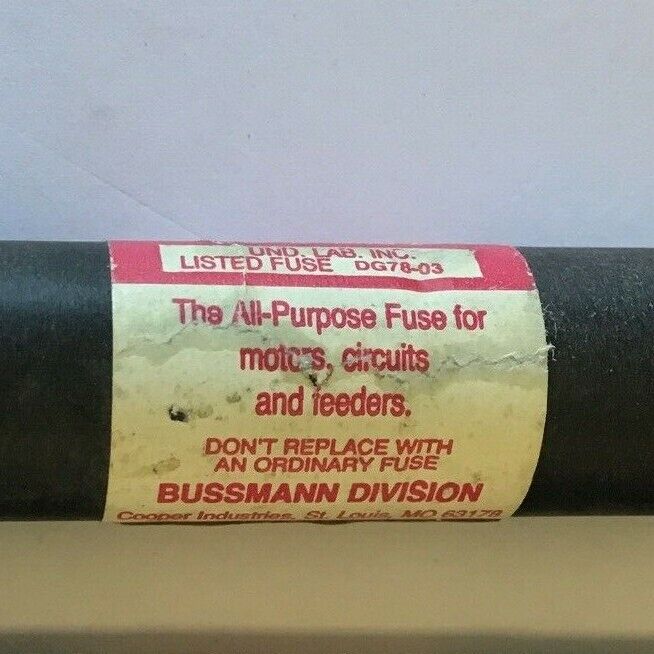 UND. LAB. INC.
LISTED FUSE DG78-03
The All-Purpose Fuse for
motors, circuits
and feeders.
DON'T REPLACE WITH
AN ORDINARY FUSE
BUSSMANN DIVISION
Cooper Industries, St. Louis, MO 63178